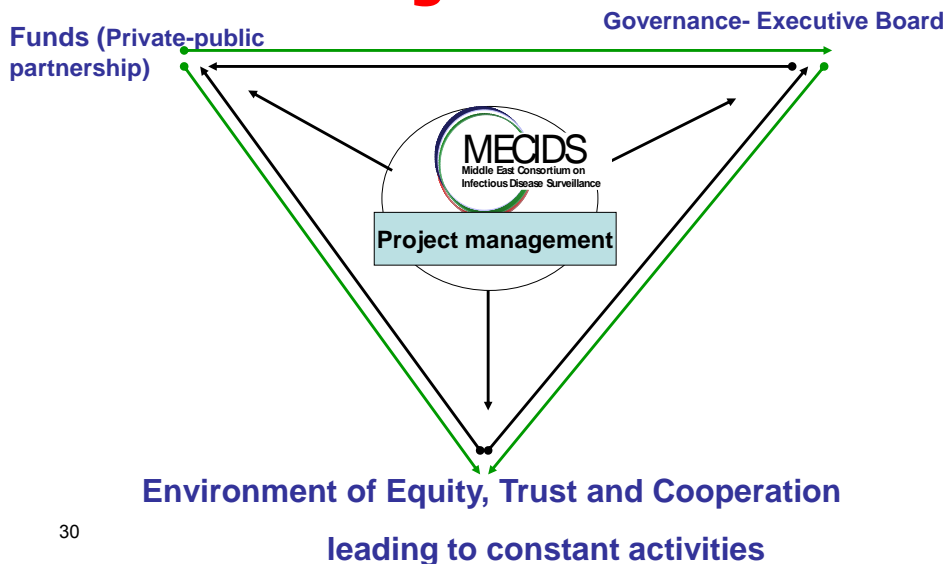 Governance- Executive Board
Funds (Private-public
partnership)
MECIDS
Middle East Consortium on
Infectious Disease Surveillance
Project management
Environment of Equity, Trust and Cooperation
leading to constant activities
30